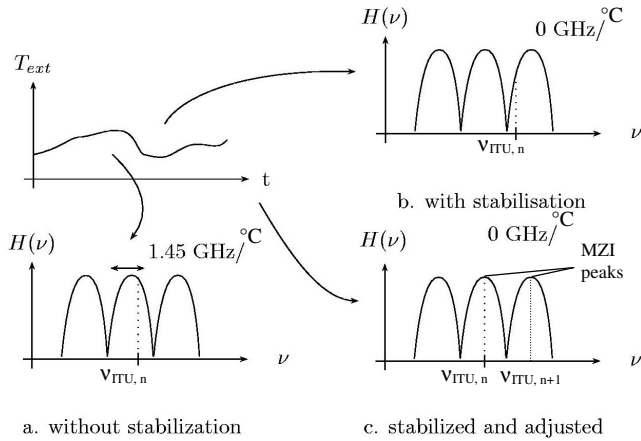 T_ext
t
H(ν)
0 GHz/°C
ν_ITU, n
ν
b. with stabilisation
H(ν)
1.45 GHz/°C
ν_ITU, n
ν
a. without stabilization
H(ν)
0 GHz/°C
MZI
peaks
ν_ITU, n
ν_ITU, n+1
ν
c. stabilized and adjusted